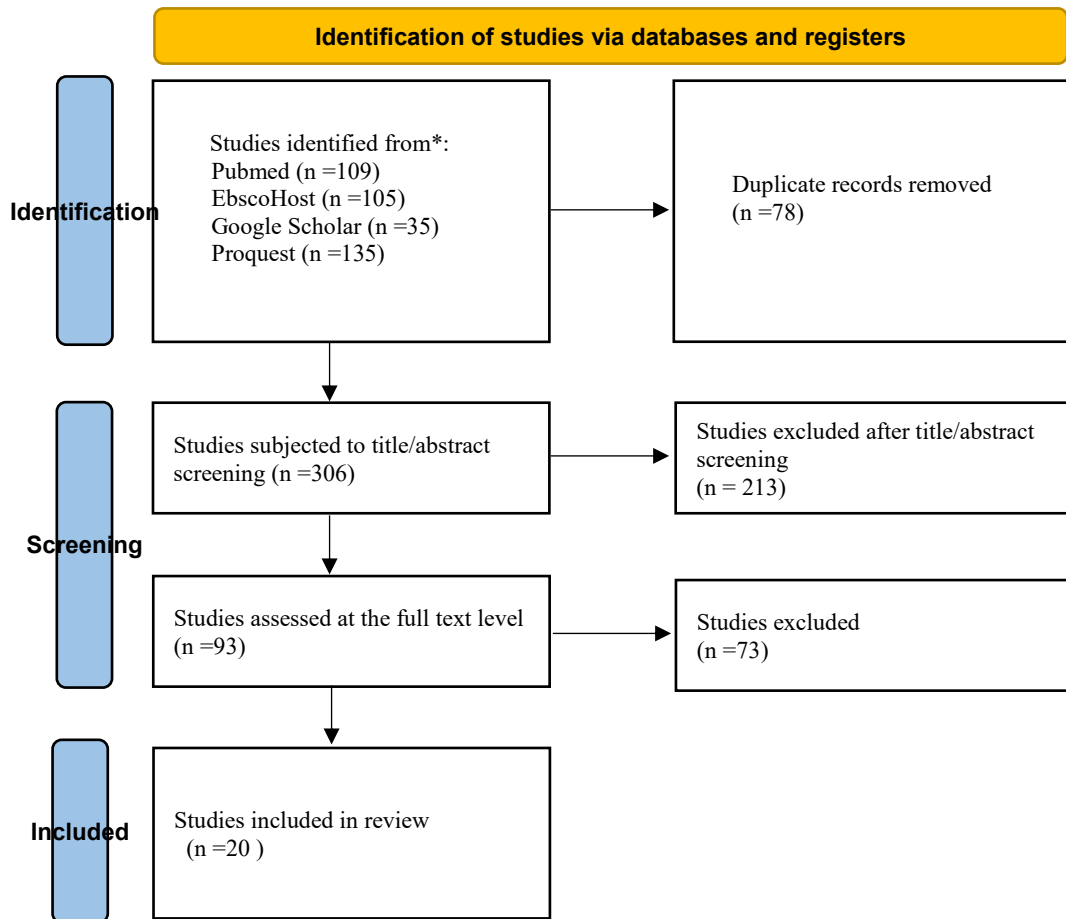 Identification of studies via databases and registers
Identification
Studies identified from*:
Pubmed (n =109)
EbscoHost (n =105)
Google Scholar (n =35)
Proquest (n =135)
Duplicate records removed
(n =78)
Screening
Studies subjected to title/abstract
screening (n =306)
Studies excluded after title/abstract
screening
(n = 213)
Studies assessed at the full text level
(n =93)
Studies excluded
(n =73)
Included
Studies included in review
(n =20 )